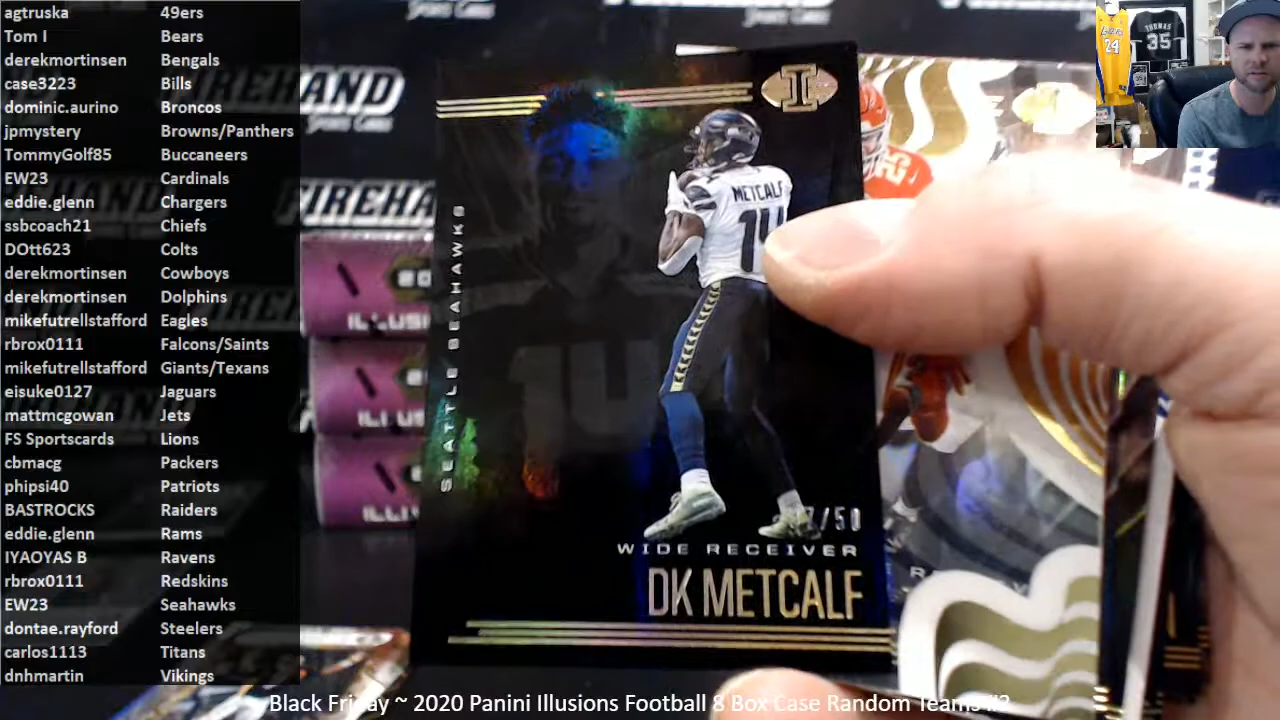 agtruska 49ers
Tom I Bears
derekmortinsen Bengals
case3223 Bills
dominic.aurino Broncos
jpmystery Browns/Panthers
TommyGolf85 Buccaneers
EW23 Cardinals
eddie.glenn Chargers
ssbcoach21 Chiefs
DOtt623 Colts
derekmortinsen Cowboys
derekmortinsen Dolphins
mikefutrellstafford Eagles
rbrox0111 Falcons/Saints
mikefutrellstafford Giants/Texans
eisuke0127 Jaguars
mattmcgowan Jets
FS Sportscards Lions
cbmacg Packers
phipsi40 Patriots
BASTROCKS Raiders
eddie.glenn Rams
IYAOYAS B Ravens
rbrox0111 Redskins
EW23 Seahawks
dontae.rayford Steelers
carlos1113 Titans
dnhmartin Vikings
SEATTLE SEAHAWKS
METCALF
14
14
/50
WIDE RECEIVER
DK METCALF
24
THOMAS
35
Black Friday ~ 2020 Panini Illusions Football 8 Box Case Random Teams #2